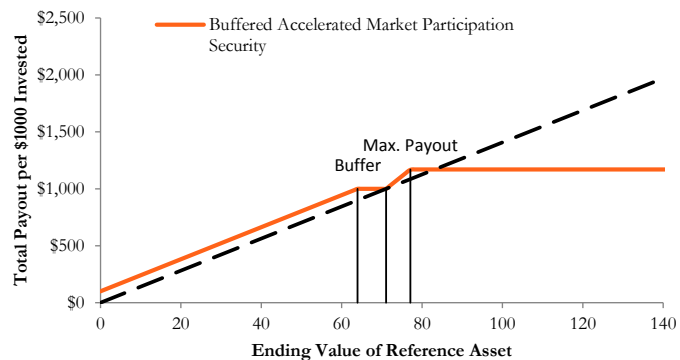 $2,500
Buffered Accelerated Market Participation
Security
$2,000
$1,500
Max. Payout
Buffer
$1,000
$500
$0
0 20 40 60 80 100 120 140
Total Payout per $1000 Invested
Ending Value of Reference Asset